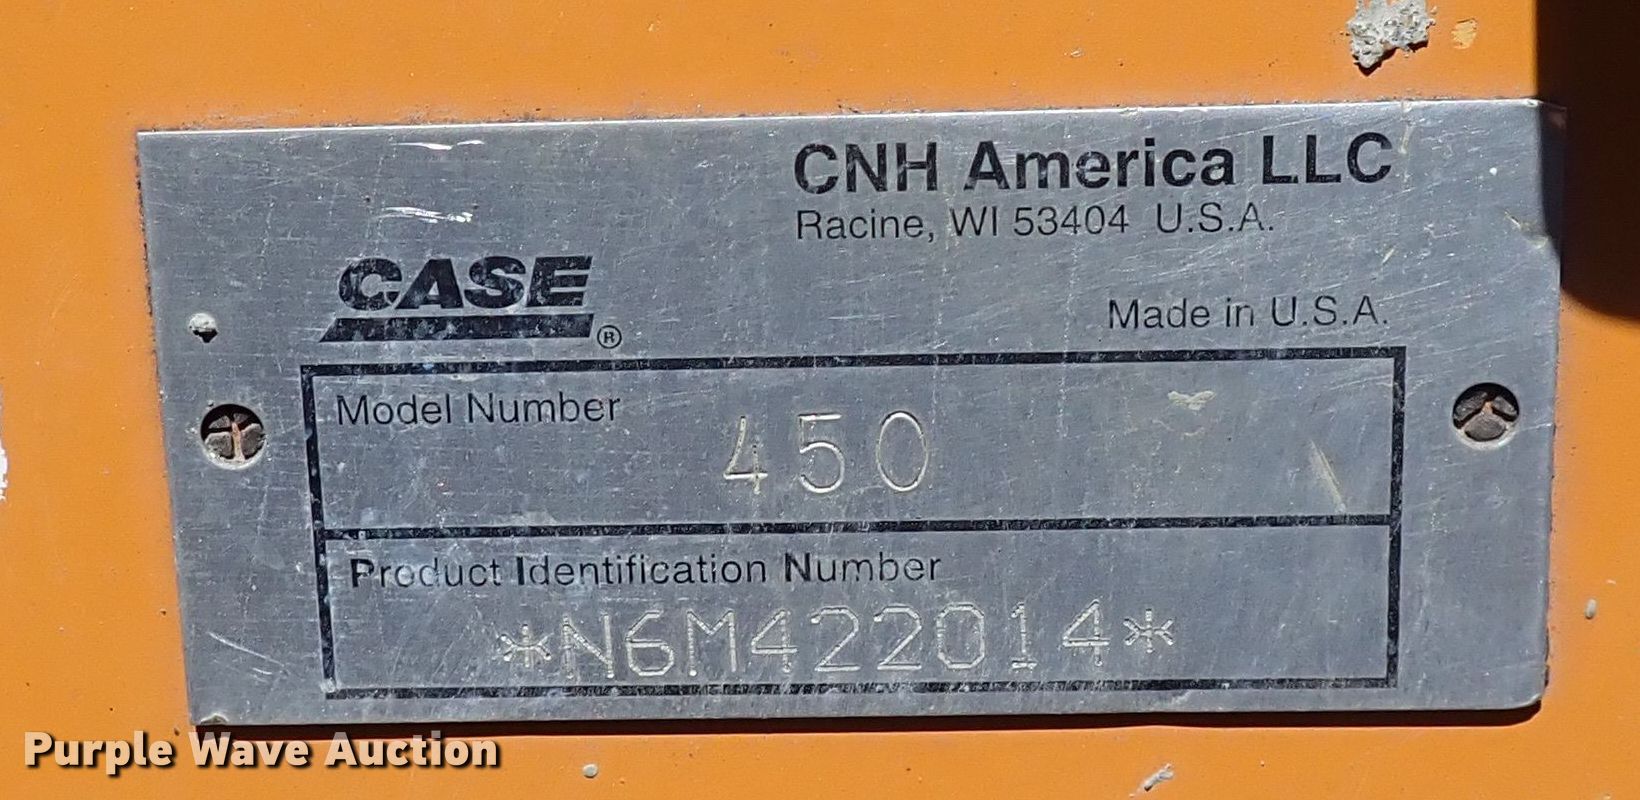 CNH America LLC
Racine, WI 53404 U.S.A.
CASE ®
Made in U.S.A.
Model Number
450
Product Identification Number
*N6M422014*
Purple Wave Auction